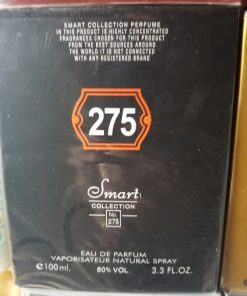 SMART COLLECTION PERFUME
IN THIS PRODUCT IS HIGHLY CONCENTRATED
FRAGRANCES CHOSER FOR THIS PRODUCT
FROM THE BEST SOURCES AROUND
THE WORLD IT IS NOT CONNECTED
WITH ANY REGISTERED BRAND
275
Smart
COLLECTION
No.
275
EAU DE PARFUM
VAPORISATEUR NATURAL SPRAY
e100ml. 80% VOL. 3.3 FL.OZ.